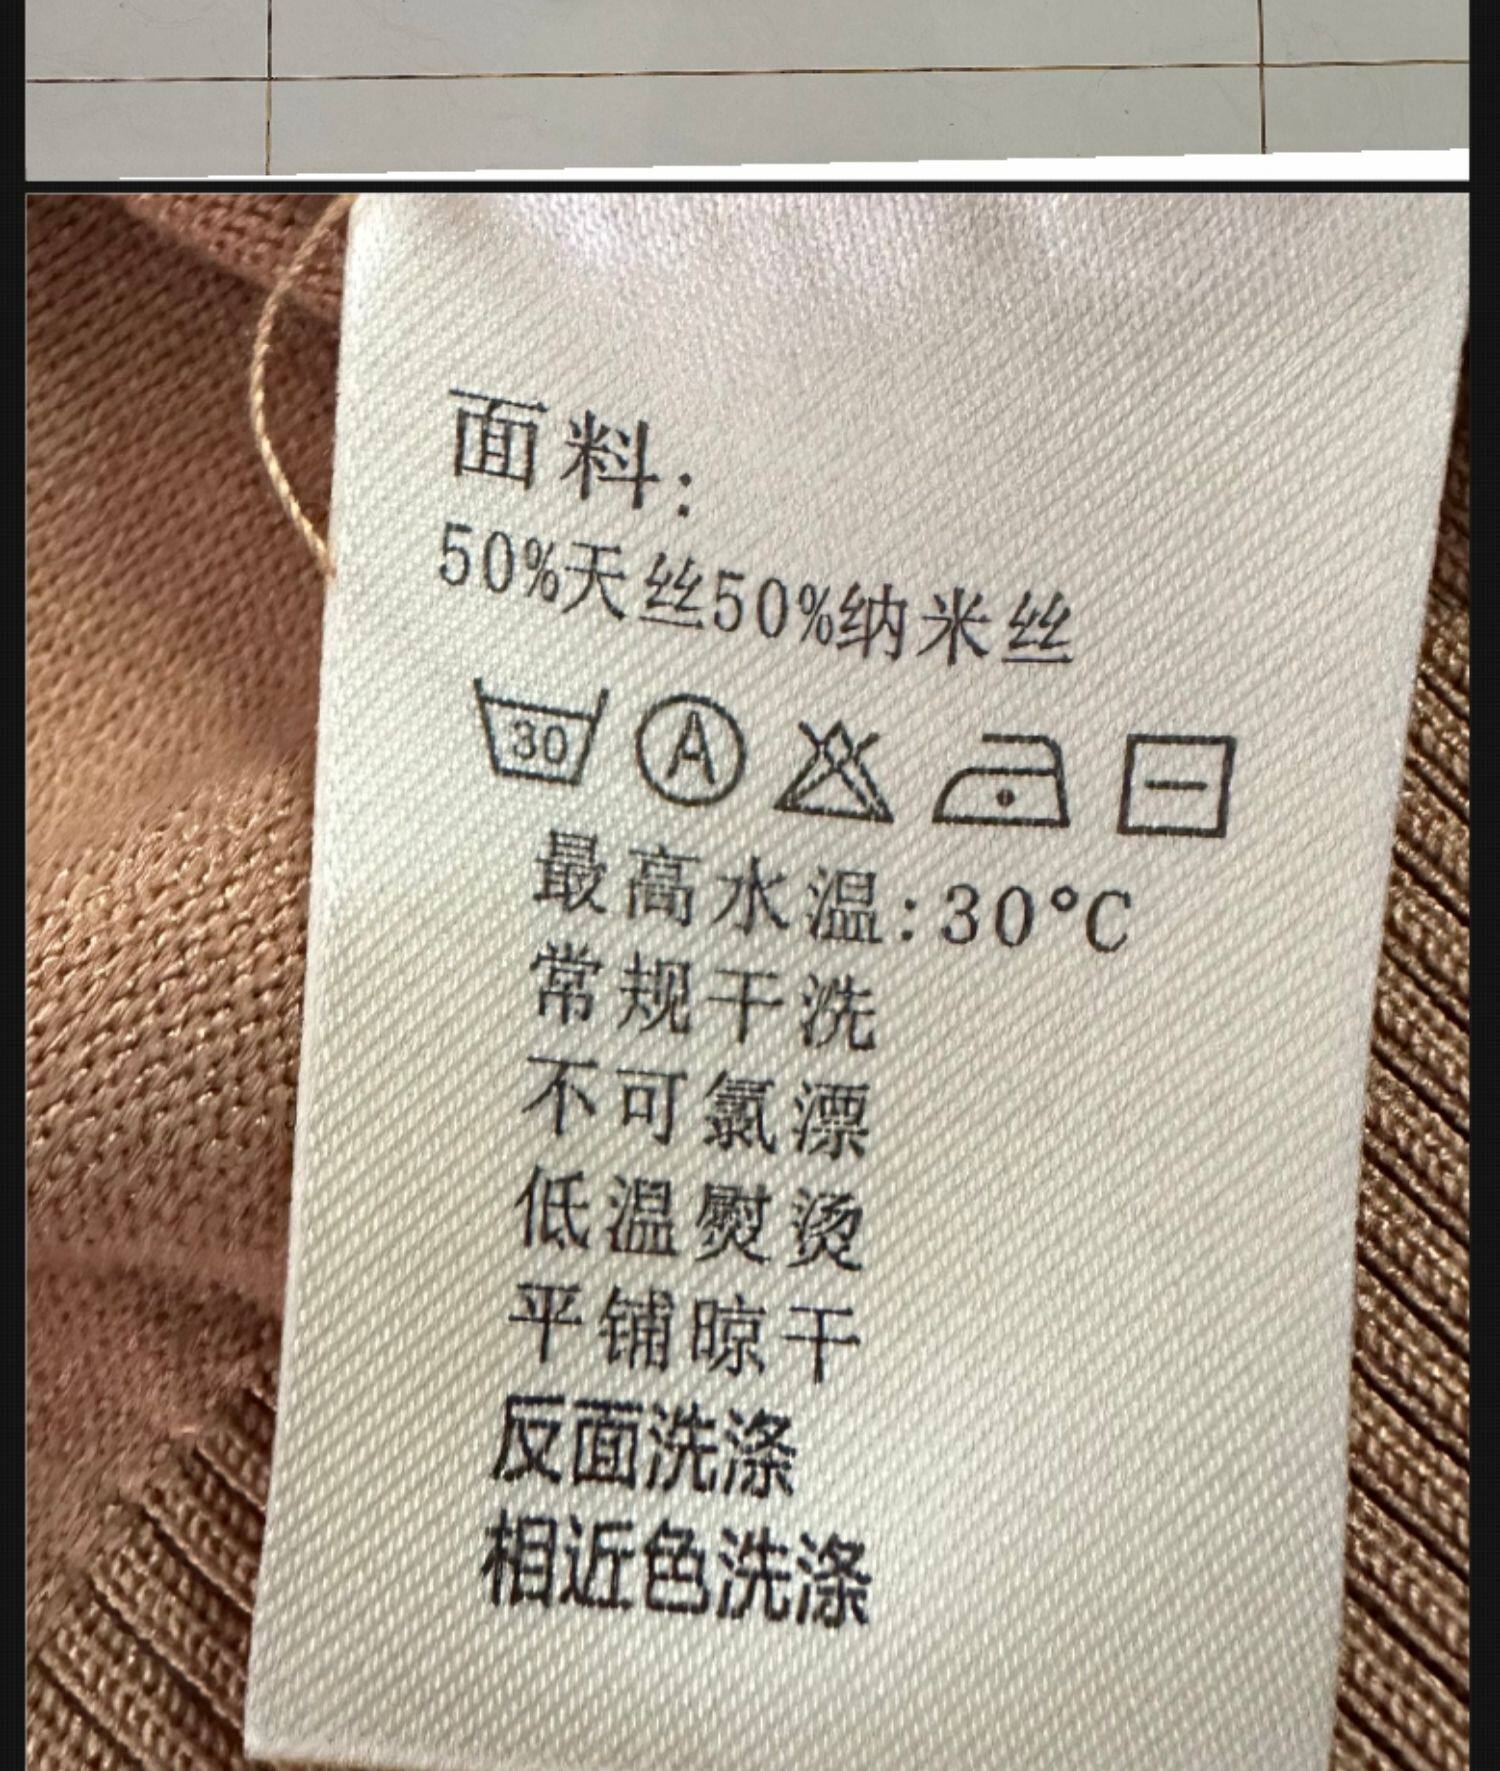 面料:
50%天丝50%纳米丝
30 A
最高水温:30°C
常规干洗
不可氯漂
低温熨烫
平铺晾干
反面洗涤
相近色洗涤